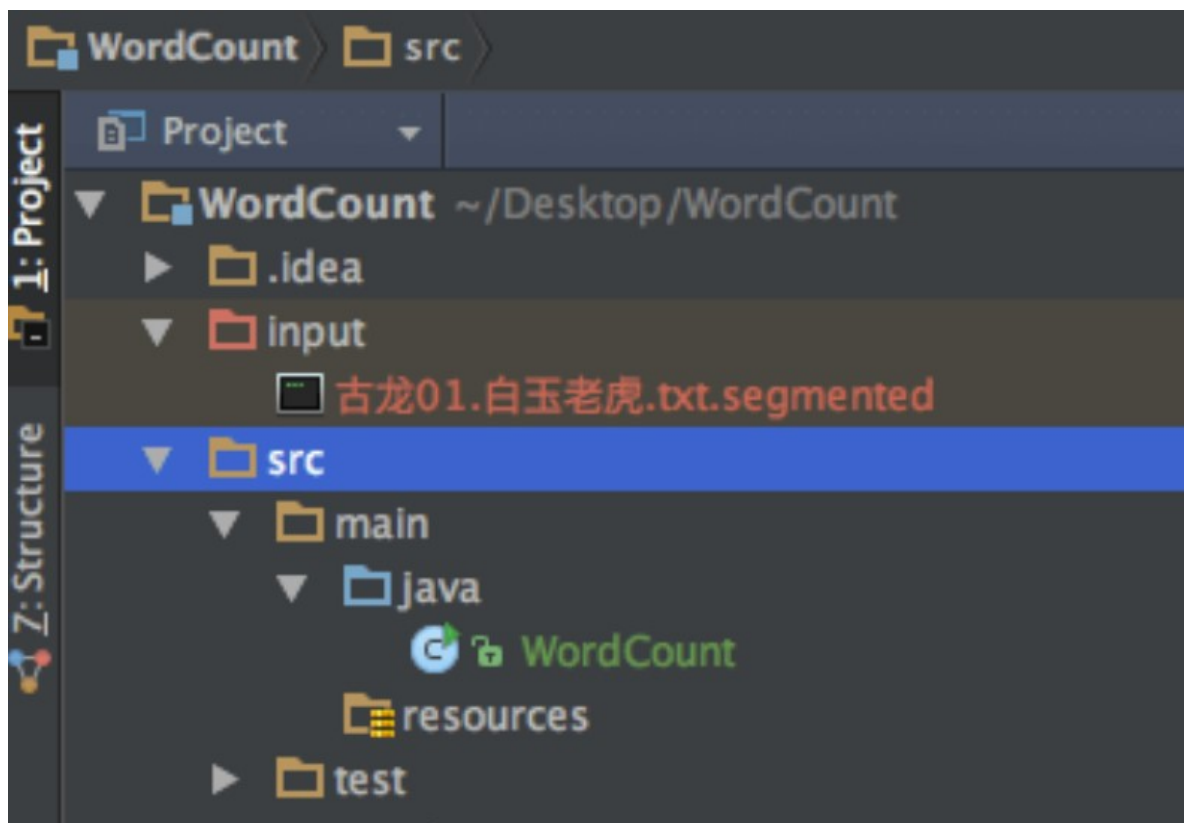 WordCount src
Project
1: Project
WordCount ~/Desktop/WordCount
.idea
input
古龙01.白玉老虎.txt.segmented
src
main
java
WordCount
resources
test
7: Structure